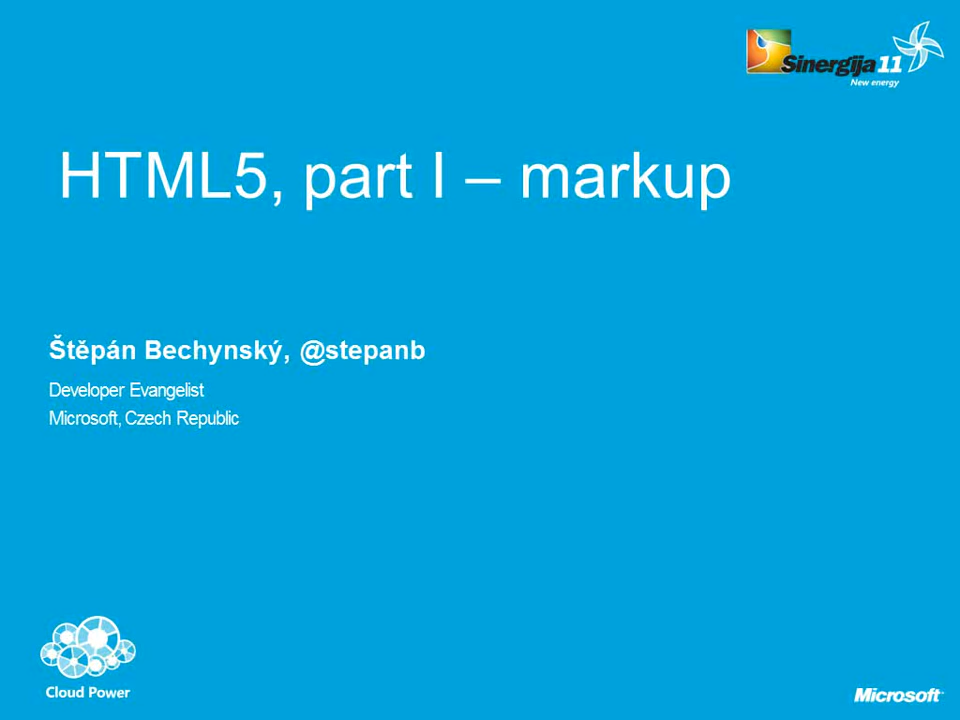 Sinergija 11
New energy
HTML5, part I – markup
Štěpán Bechynský, @stepanb
Developer Evangelist
Microsoft, Czech Republic
Cloud Power
Microsoft